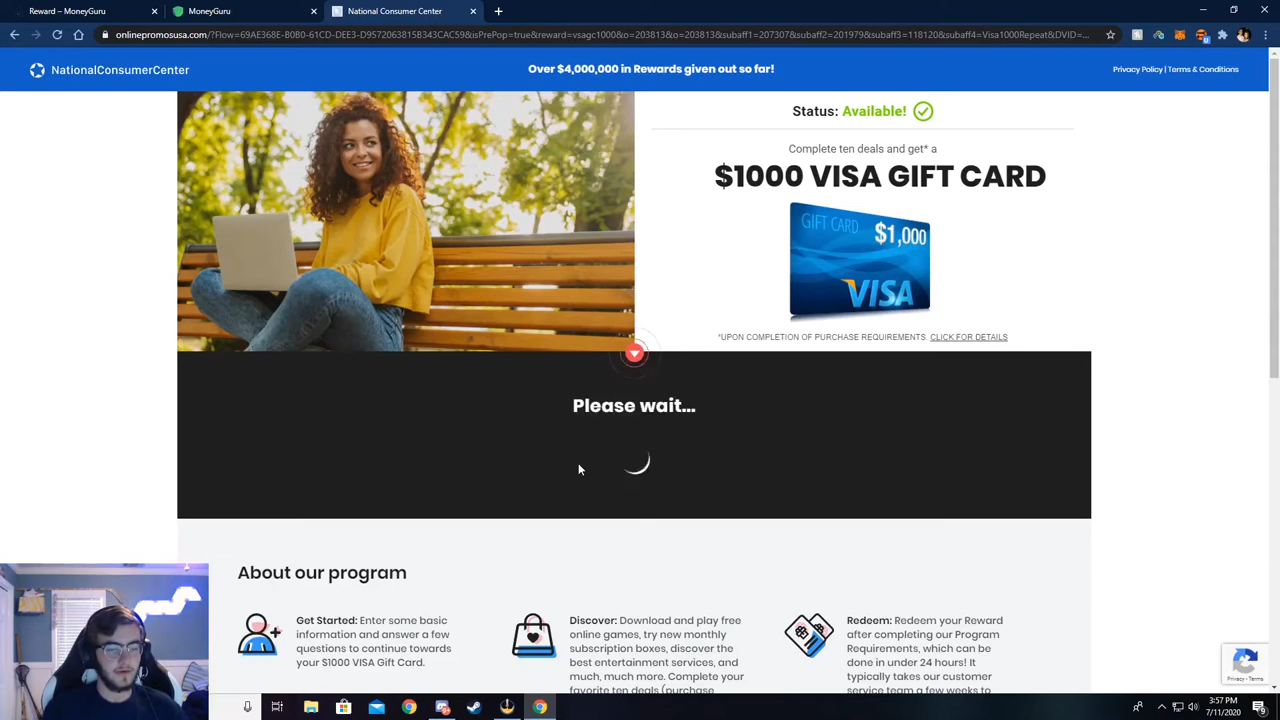 Reward – MoneyGuru
MoneyGuru
National Consumer Center
onlinepromosusa.com/?Flow=69AE368E-B0B0-61CD-DEE3-D9572063815B343CAC59&isPrePop=true&reward=vsagc1000&o=203813&o=203813&subaff1=207307&subaff2=201979&subaff3=118120&subaff4=Visa1000Repeat&DVID=...
NationalConsumerCenter
Over $4,000,000 in Rewards given out so far!
Privacy Policy | Terms & Conditions
Status: Available!
Complete ten deals and get* a
$1000 VISA GIFT CARD
GIFT CARD $1,000
VISA
*UPON COMPLETION OF PURCHASE REQUIREMENTS. CLICK FOR DETAILS
Please wait...
About our program
Get Started: Enter some basic
information and answer a few
questions to continue towards
your $1000 VISA Gift Card.
Discover: Download and play free
online games, try new monthly
subscription boxes, discover the
best entertainment services, and
much, much more. Complete your
favorite ten deals (purchase
Redeem: Redeem your Reward
after completing our Program
Requirements, which can be
done in under 24 hours! It
typically takes our customer
service team a few weeks to
Privacy - Terms
3:57 PM
7/11/2020